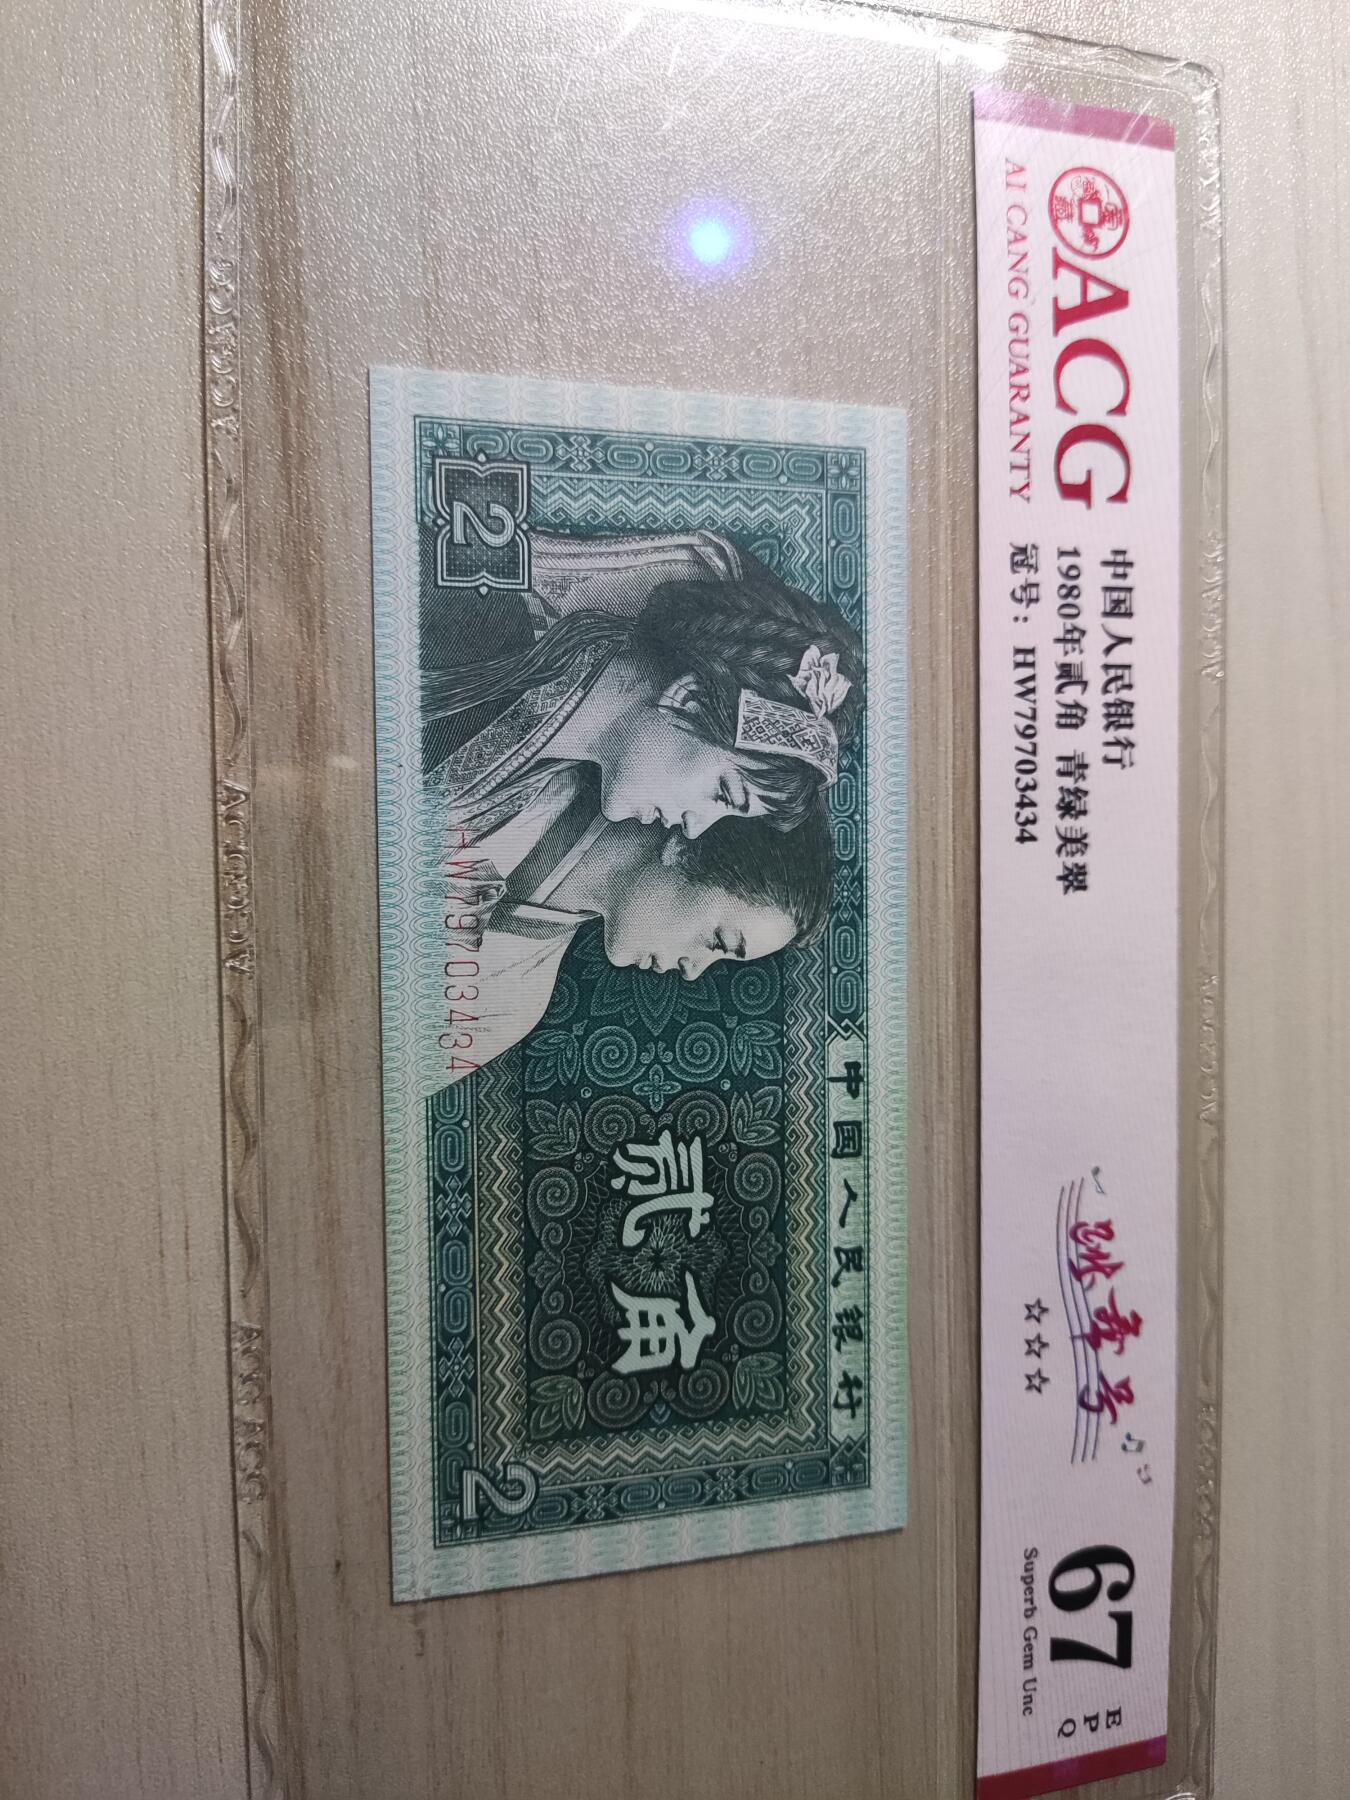 ACG
AI CANG GUARANTY
中国人民银行
1980年贰角 青绿美翠
冠号：HW79703434
跳舞号
☆☆☆
67
EPQ
Superb Gem Unc
中国人民银行
贰角
HW79703434
2
2